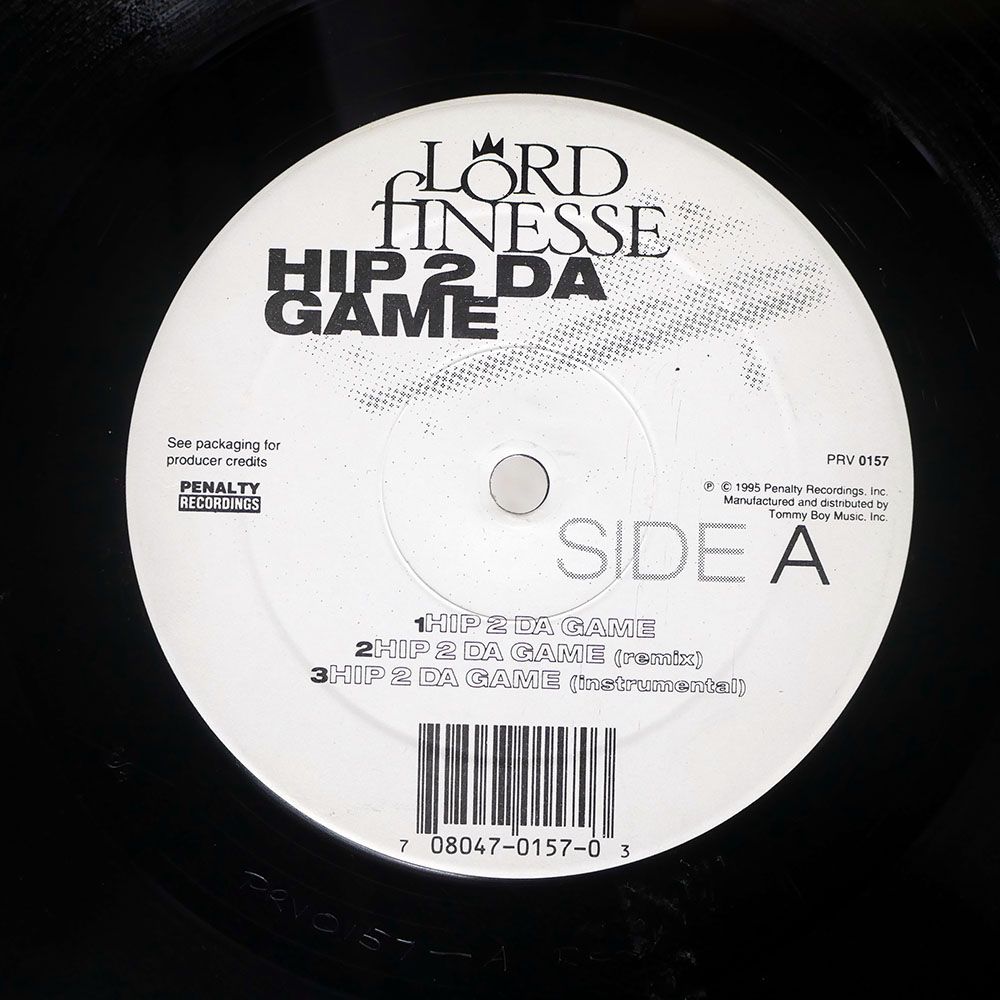 LORD
FINESSE
HIP 2 DA
GAME
See packaging for
producer credits
PENALTY
RECORDINGS
PRV 0157
℗ © 1995 Penalty Recordings, Inc.
Manufactured and distributed by
Tommy Boy Music, Inc.
SIDE A
1HIP 2 DA GAME
2HIP 2 DA GAME (remix)
3HIP 2 DA GAME (instrumental)
7 08047-0157-0 3
PRV0157-A